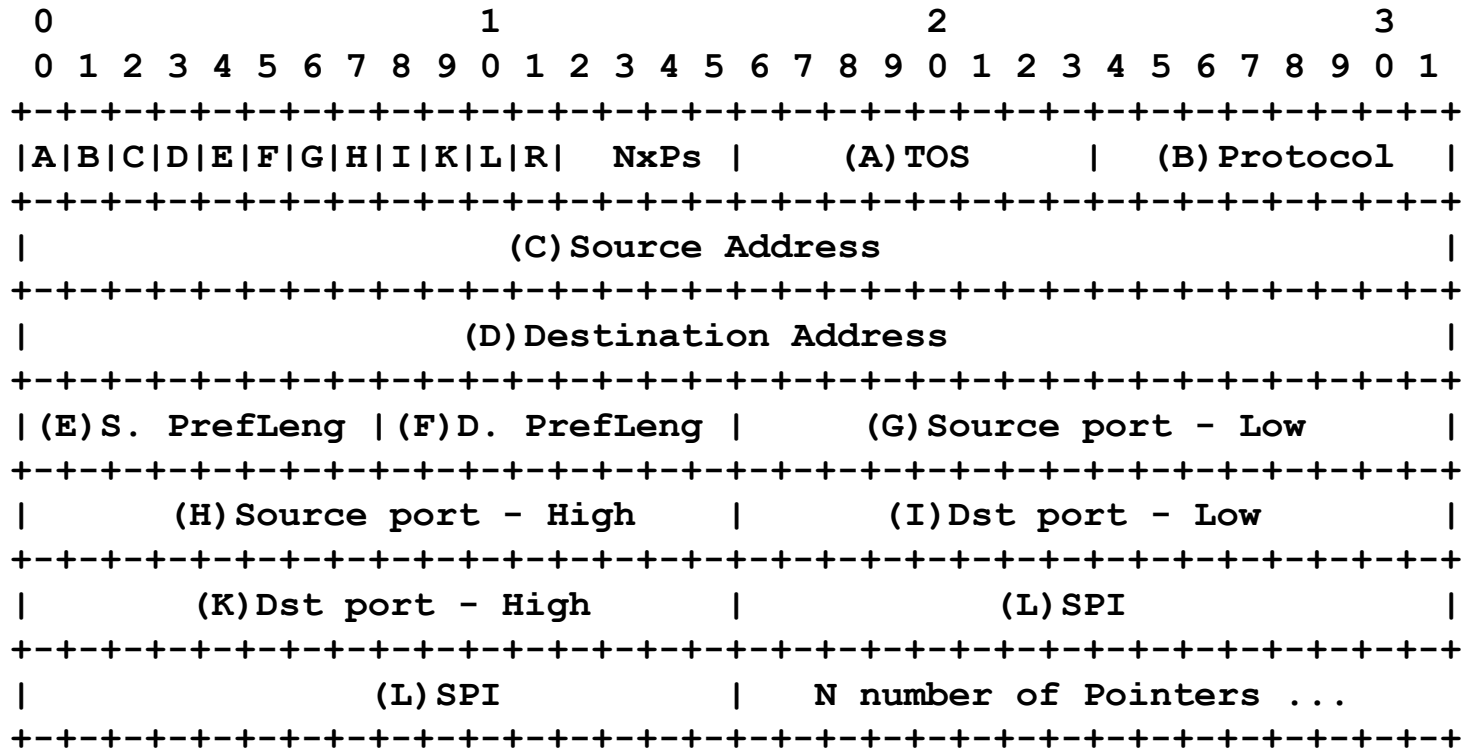 0                   1                   2                   3
 0 1 2 3 4 5 6 7 8 9 0 1 2 3 4 5 6 7 8 9 0 1 2 3 4 5 6 7 8 9 0 1
+-+-+-+-+-+-+-+-+-+-+-+-+-+-+-+-+-+-+-+-+-+-+-+-+-+-+-+-+-+-+-+-+
|A|B|C|D|E|F|G|H|I|K|L|R|  NxPs |    (A)TOS     |  (B)Protocol  |
+-+-+-+-+-+-+-+-+-+-+-+-+-+-+-+-+-+-+-+-+-+-+-+-+-+-+-+-+-+-+-+-+
|                     (C)Source Address                         |
+-+-+-+-+-+-+-+-+-+-+-+-+-+-+-+-+-+-+-+-+-+-+-+-+-+-+-+-+-+-+-+-+
|                   (D)Destination Address                      |
+-+-+-+-+-+-+-+-+-+-+-+-+-+-+-+-+-+-+-+-+-+-+-+-+-+-+-+-+-+-+-+-+
|(E)S. PrefLeng |(F)D. PrefLeng |     (G)Source port - Low      |
+-+-+-+-+-+-+-+-+-+-+-+-+-+-+-+-+-+-+-+-+-+-+-+-+-+-+-+-+-+-+-+-+
|      (H)Source port - High    |      (I)Dst port - Low        |
+-+-+-+-+-+-+-+-+-+-+-+-+-+-+-+-+-+-+-+-+-+-+-+-+-+-+-+-+-+-+-+-+
|       (K)Dst port - High      |           (L)SPI              |
+-+-+-+-+-+-+-+-+-+-+-+-+-+-+-+-+-+-+-+-+-+-+-+-+-+-+-+-+-+-+-+-+
|               (L)SPI          |   N number of Pointers ...
+-+-+-+-+-+-+-+-+-+-+-+-+-+-+-+-+-+-+-+-+-+-+-+-+-+-+-+-+-+-+-+-+